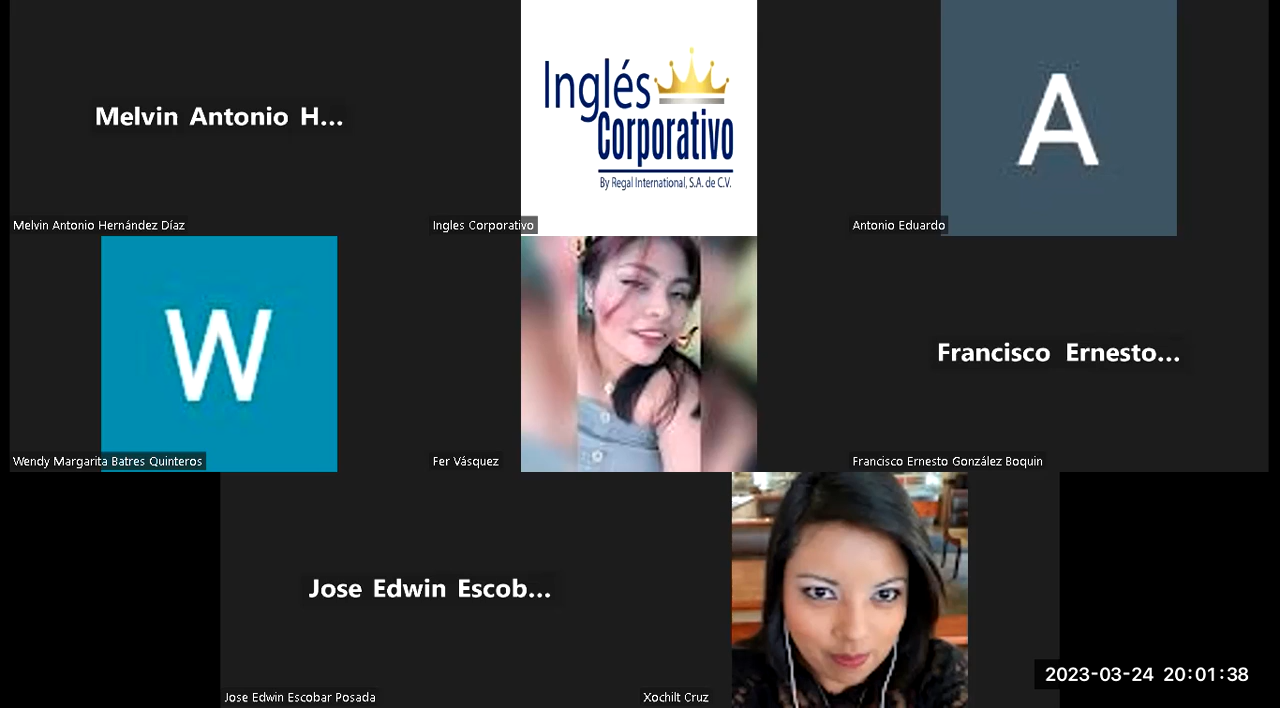 Melvin Antonio H...
Melvin Antonio Hernández Díaz
Inglés
Corporativo
By Regal International, S.A. de C.V.
Ingles Corporativo
A
Antonio Eduardo
W
Wendy Margarita Batres Quinteros
Fer Vásquez
Francisco Ernesto...
Francisco Ernesto González Boquin
Jose Edwin Escob...
Jose Edwin Escobar Posada
Xochilt Cruz
2023-03-24 20:01:38